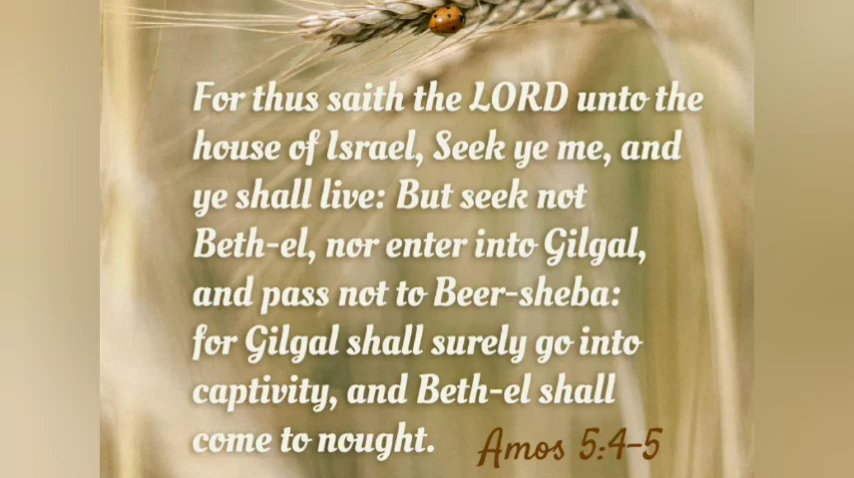 For thus saith the LORD unto the
house of Israel, Seek ye me, and
ye shall live: But seek not
Beth-el, nor enter into Gilgal,
and pass not to Beer-sheba:
for Gilgal shall surely go into
captivity, and Beth-el shall
come to nought.
Amos 5:4-5